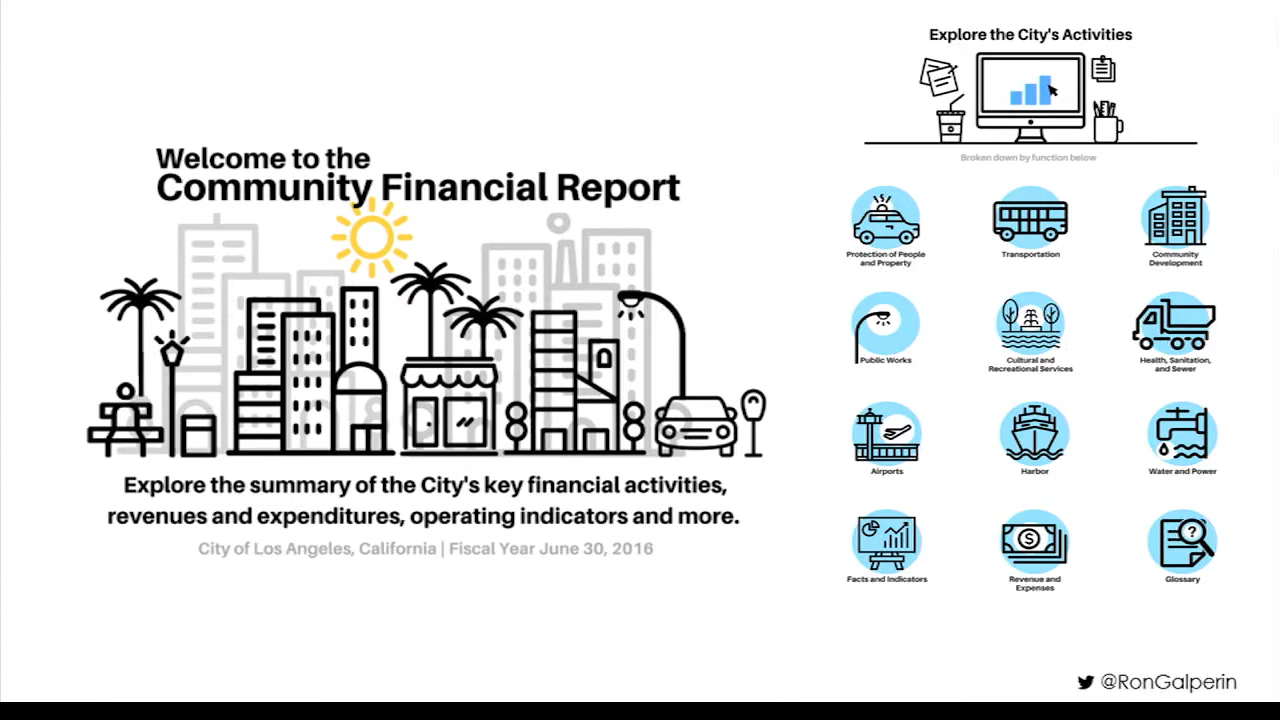 Welcome to the
Community Financial Report
Explore the summary of the City's key financial activities,
revenues and expenditures, operating indicators and more.
City of Los Angeles, California | Fiscal Year June 30, 2016
Explore the City's Activities
Broken down by function below
Protection of People
and Property
Transportation
Community
Development
Public Works
Cultural and
Recreational Services
Health, Sanitation,
and Sewer
Airports
Harbor
Water and Power
Facts and Indicators
Revenue and
Expenses
Glossary
@RonGalperin